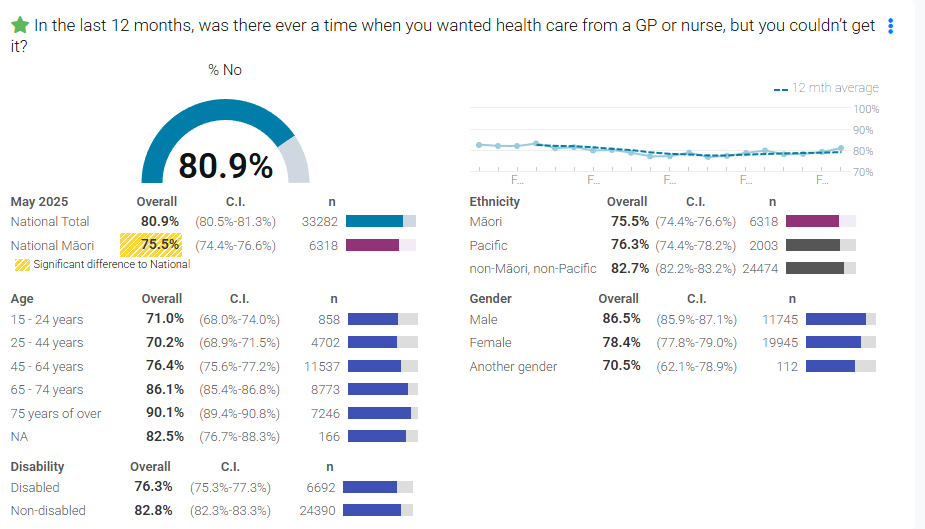 In the last 12 months, was there ever a time when you wanted health care from a GP or nurse, but you couldn't get
it?
% No
80.9%
12 mth average
100%
90%
80%
70%
F... F... F... F... F...
May 2025 Overall C.I. n
National Total 80.9% (80.5%-81.3%) 33282
National Māori 75.5% (74.4%-76.6%) 6318
Significant difference to National
Ethnicity Overall C.I. n
Māori 75.5% (74.4%-76.6%) 6318
Pacific 76.3% (74.4%-78.2%) 2003
non-Māori, non-Pacific 82.7% (82.2%-83.2%) 24474
Age Overall C.I. n
15 - 24 years 71.0% (68.0%-74.0%) 858
25 - 44 years 70.2% (68.9%-71.5%) 4702
45 - 64 years 76.4% (75.6%-77.2%) 11537
65 - 74 years 86.1% (85.4%-86.8%) 8773
75 years of over 90.1% (89.4%-90.8%) 7246
NA 82.5% (76.7%-88.3%) 166
Gender Overall C.I. n
Male 86.5% (85.9%-87.1%) 11745
Female 78.4% (77.8%-79.0%) 19945
Another gender 70.5% (62.1%-78.9%) 112
Disability Overall C.I. n
Disabled 76.3% (75.3%-77.3%) 6692
Non-disabled 82.8% (82.3%-83.3%) 24390